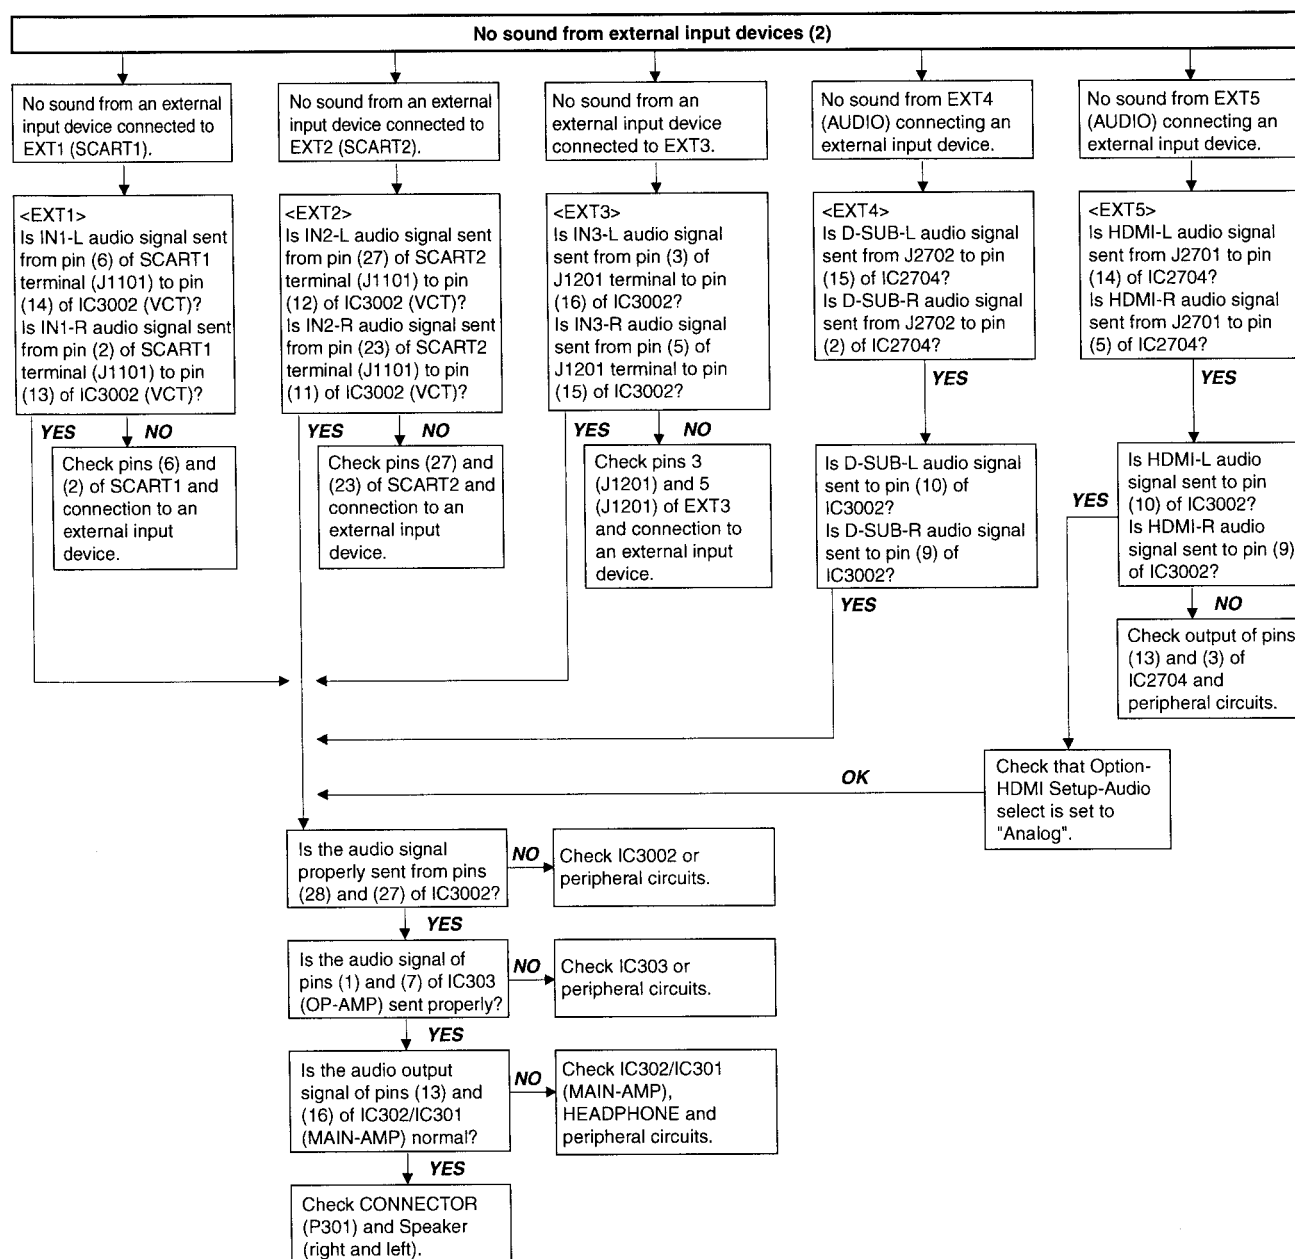 No sound from external input devices (2)
No sound from an external
input device connected to
EXT1 (SCART1).
No sound from an external
input device connected to
EXT2 (SCART2).
No sound from an
external input device
connected to EXT3.
No sound from EXT4
(AUDIO) connecting an
external input device.
No sound from EXT5
(AUDIO) connecting an
external input device.
<EXT1>
Is IN1-L audio signal sent
from pin (6) of SCART1
terminal (J1101) to pin
(14) of IC3002 (VCT)?
Is IN1-R audio signal sent
from pin (2) of SCART1
terminal (J1101) to pin
(13) of IC3002 (VCT)?
<EXT2>
Is IN2-L audio signal sent
from pin (27) of SCART2
terminal (J1101) to pin
(12) of IC3002 (VCT)?
Is IN2-R audio signal sent
from pin (23) of SCART2
terminal (J1101) to pin
(11) of IC3002 (VCT)?
<EXT3>
Is IN3-L audio signal
sent from pin (3) of
J1201 terminal to pin
(16) of IC3002?
Is IN3-R audio signal
sent from pin (5) of
J1201 terminal to pin
(15) of IC3002?
<EXT4>
Is D-SUB-L audio signal
sent from J2702 to pin
(15) of IC2704?
Is D-SUB-R audio signal
sent from J2702 to pin
(2) of IC2704?
<EXT5>
Is HDMI-L audio signal
sent from J2701 to pin
(14) of IC2704?
Is HDMI-R audio signal
sent from J2701 to pin
(5) of IC2704?
YES
YES
YES
NO
YES
NO
YES
NO
Check pins (6) and
(2) of SCART1 and
connection to an
external input
device.
Check pins (27) and
(23) of SCART2 and
connection to an
external input
device.
Check pins 3
(J1201) and 5
(J1201) of EXT3
and connection to
an external input
device.
Is D-SUB-L audio signal
sent to pin (10) of
IC3002?
Is D-SUB-R audio signal
sent to pin (9) of
IC3002?
YES
Is HDMI-L audio
signal sent to pin
(10) of IC3002?
Is HDMI-R audio
signal sent to pin (9)
of IC3002?
YES
NO
Check output of pins
(13) and (3) of
IC2704 and
peripheral circuits.
OK
Check that Option-
HDMI Setup-Audio
select is set to
"Analog".
Is the audio signal
properly sent from pins
(28) and (27) of IC3002?
NO
Check IC3002 or
peripheral circuits.
YES
Is the audio signal of
pins (1) and (7) of IC303
(OP-AMP) sent properly?
NO
Check IC303 or
peripheral circuits.
YES
Is the audio output
signal of pins (13) and
(16) of IC302/IC301
(MAIN-AMP) normal?
NO
Check IC302/IC301
(MAIN-AMP),
HEADPHONE and
peripheral circuits.
YES
Check CONNECTOR
(P301) and Speaker
(right and left).